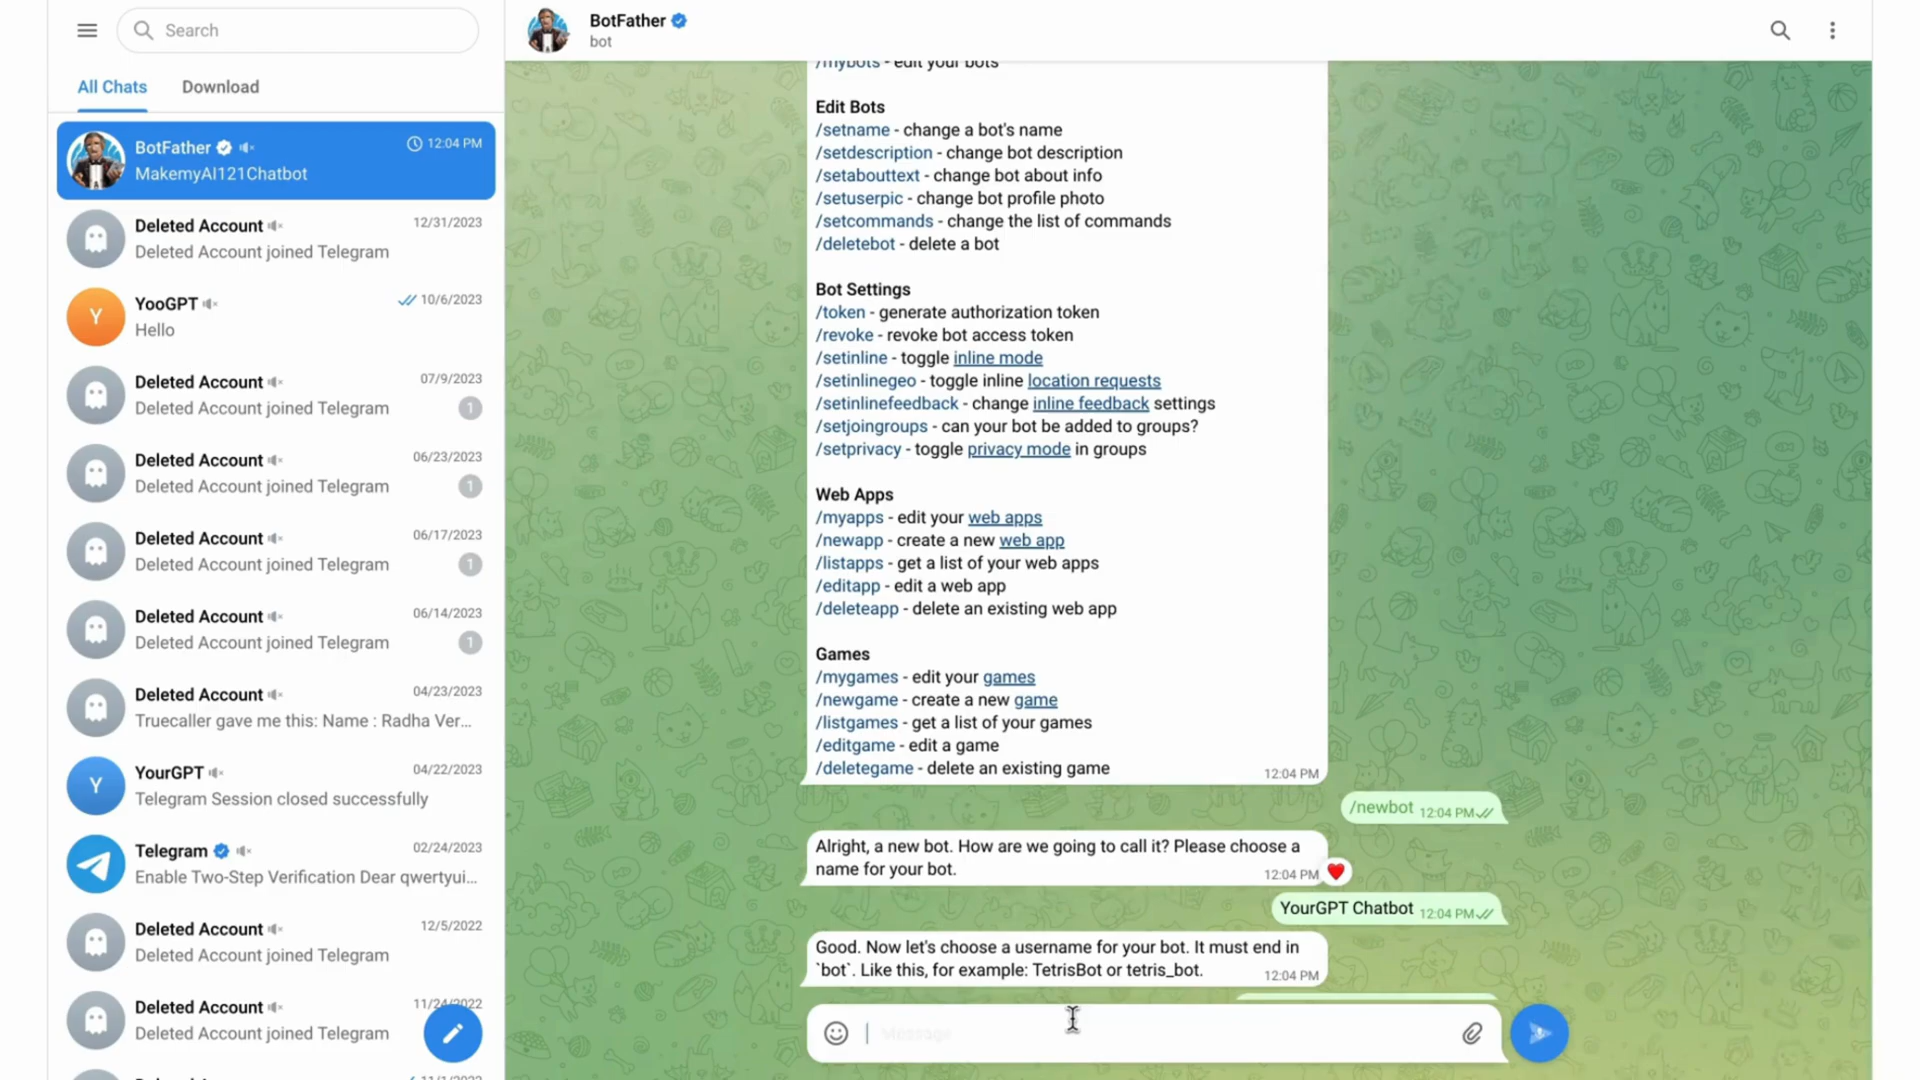 Search
All Chats
Download
BotFather
12:04 PM
MakemyAI121Chatbot
Deleted Account
12/31/2023
Deleted Account joined Telegram
Y
YooGPT
10/6/2023
Hello
Deleted Account
07/9/2023
Deleted Account joined Telegram
1
Deleted Account
06/23/2023
Deleted Account joined Telegram
1
Deleted Account
06/17/2023
Deleted Account joined Telegram
1
Deleted Account
06/14/2023
Deleted Account joined Telegram
1
Deleted Account
04/23/2023
Truecaller gave me this: Name : Radha Ver...
Y
YourGPT
04/22/2023
Telegram Session closed successfully
Telegram
02/24/2023
Enable Two-Step Verification Dear qwertyui...
Deleted Account
12/5/2022
Deleted Account joined Telegram
Deleted Account
11/24/2022
Deleted Account joined Telegram
BotFather
bot
/mybots - edit your bots
Edit Bots
/setname - change a bot's name
/setdescription - change bot description
/setabouttext - change bot about info
/setuserpic - change bot profile photo
/setcommands - change the list of commands
/deletebot - delete a bot
Bot Settings
/token - generate authorization token
/revoke - revoke bot access token
/setinline - toggle inline mode
/setinlinegeo - toggle inline location requests
/setinlinefeedback - change inline feedback settings
/setjoingroups - can your bot be added to groups?
/setprivacy - toggle privacy mode in groups
Web Apps
/myapps - edit your web apps
/newapp - create a new web app
/listapps - get a list of your web apps
/editapp - edit a web app
/deleteapp - delete an existing web app
Games
/mygames - edit your games
/newgame - create a new game
/listgames - get a list of your games
/editgame - edit a game
/deletegame - delete an existing game
12:04 PM
/newbot 12:04 PM
Alright, a new bot. How are we going to call it? Please choose a
name for your bot.
12:04 PM
YourGPT Chatbot 12:04 PM
Good. Now let's choose a username for your bot. It must end in
`bot`. Like this, for example: TetrisBot or tetris_bot.
12:04 PM
Message